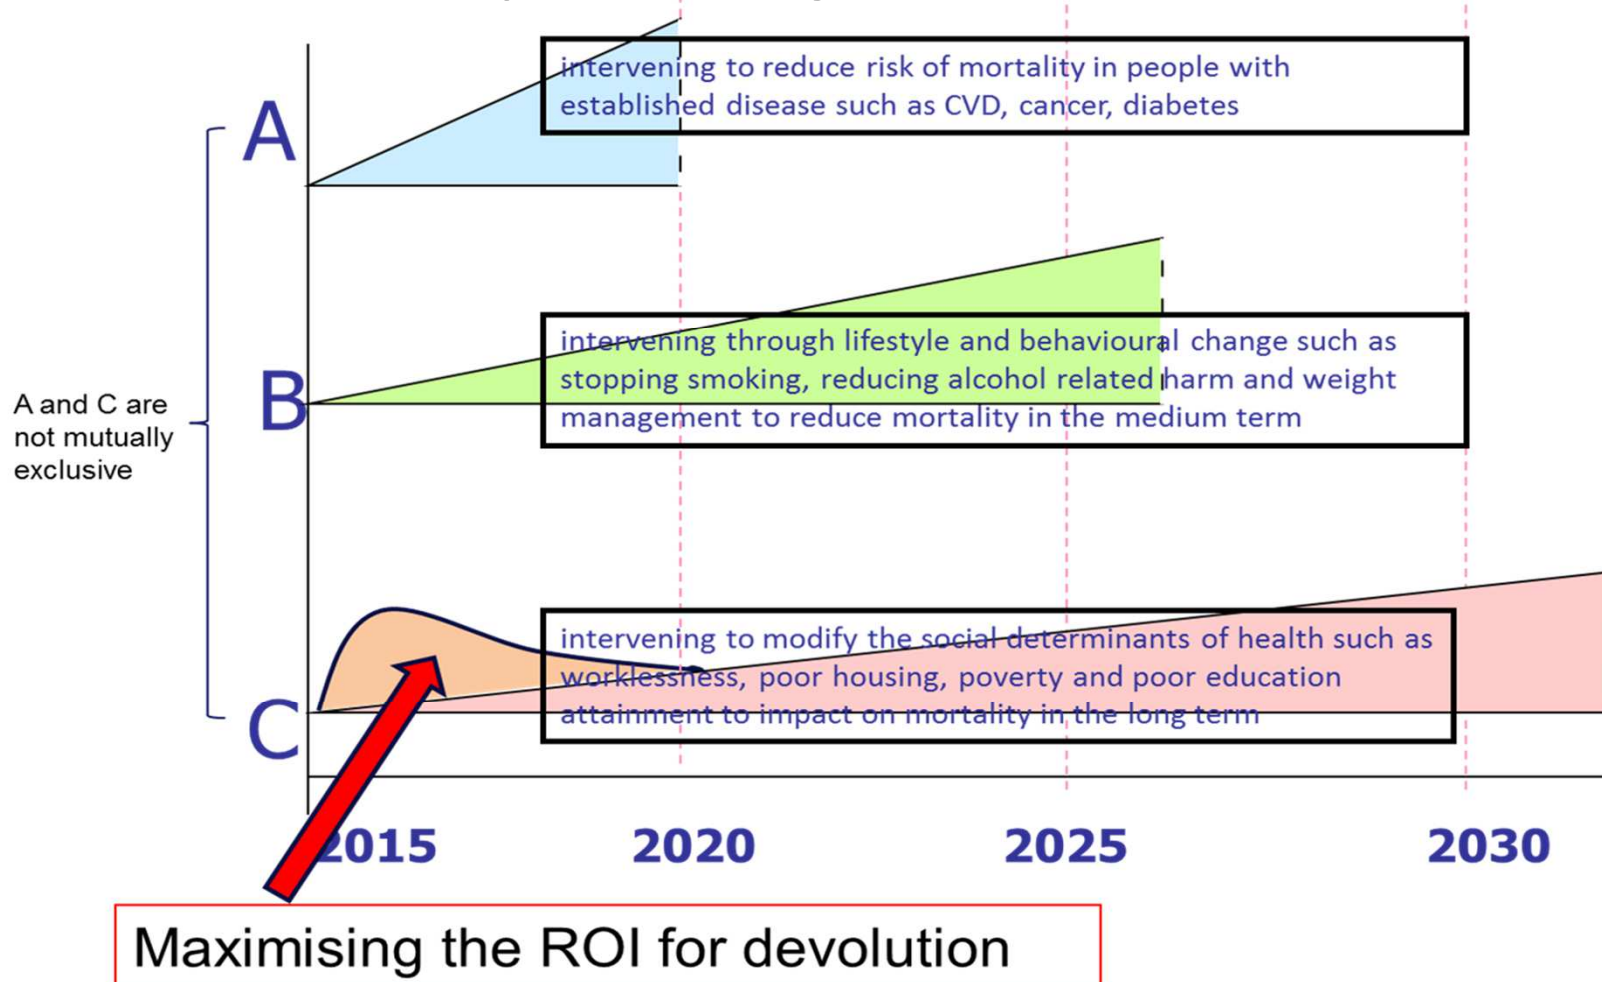 A
intervening to reduce risk of mortality in people with
established disease such as CVD, cancer, diabetes
B
intervening through lifestyle and behavioural change such as
stopping smoking, reducing alcohol related harm and weight
management to reduce mortality in the medium term
A and C are
not mutually
exclusive
C
intervening to modify the social determinants of health such as
worklessness, poor housing, poverty and poor education
attainment to impact on mortality in the long term
2015 2020 2025 2030
Maximising the ROI for devolution